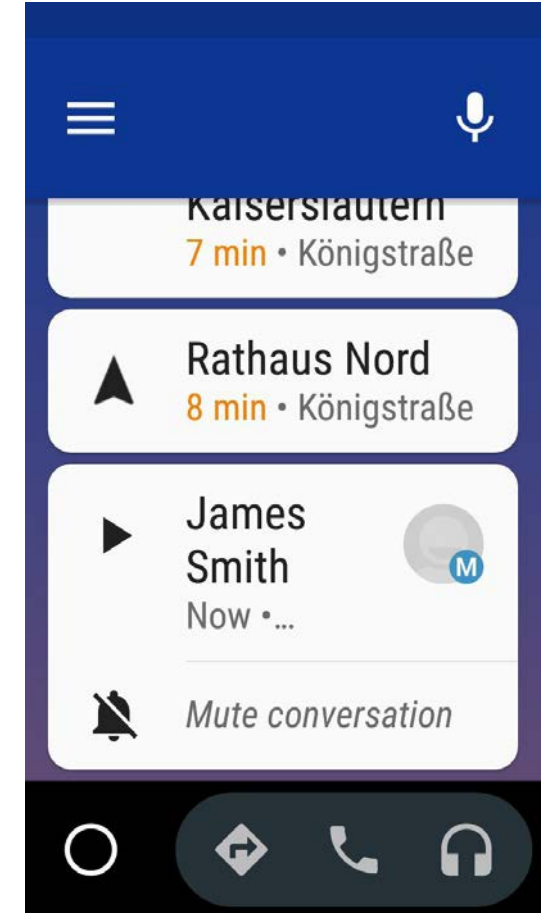 Kaiserslautern
7 min • Königstraße
Rathaus Nord
8 min • Königstraße
James
Smith
M
Now •...
Mute conversation